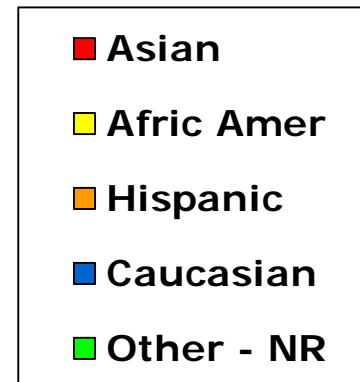 Asian
Afric Amer
Hispanic
Caucasian
Other - NR